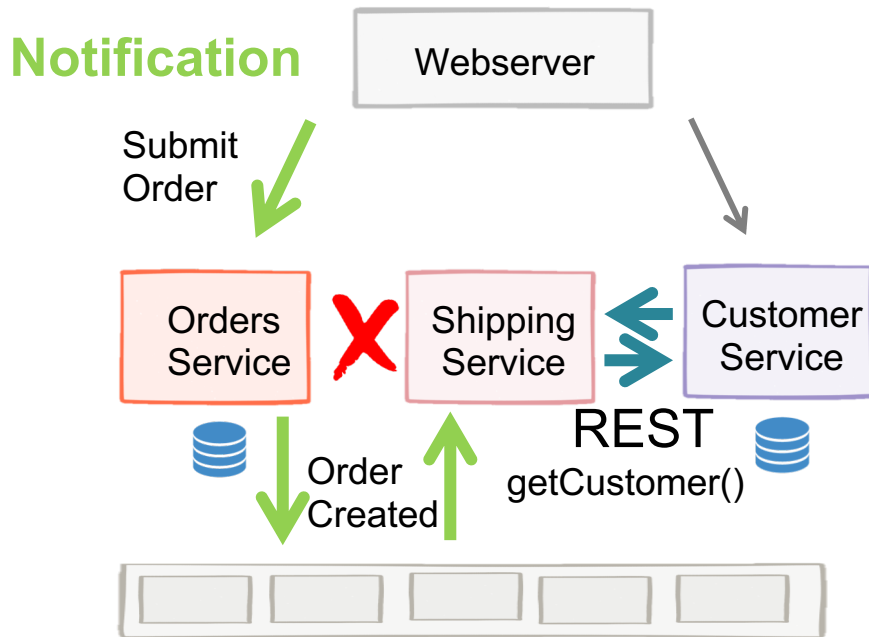 Notification
Webserver
Submit
Order
Orders
Service
Shipping
Service
Customer
Service
REST
getCustomer()
Order
Created